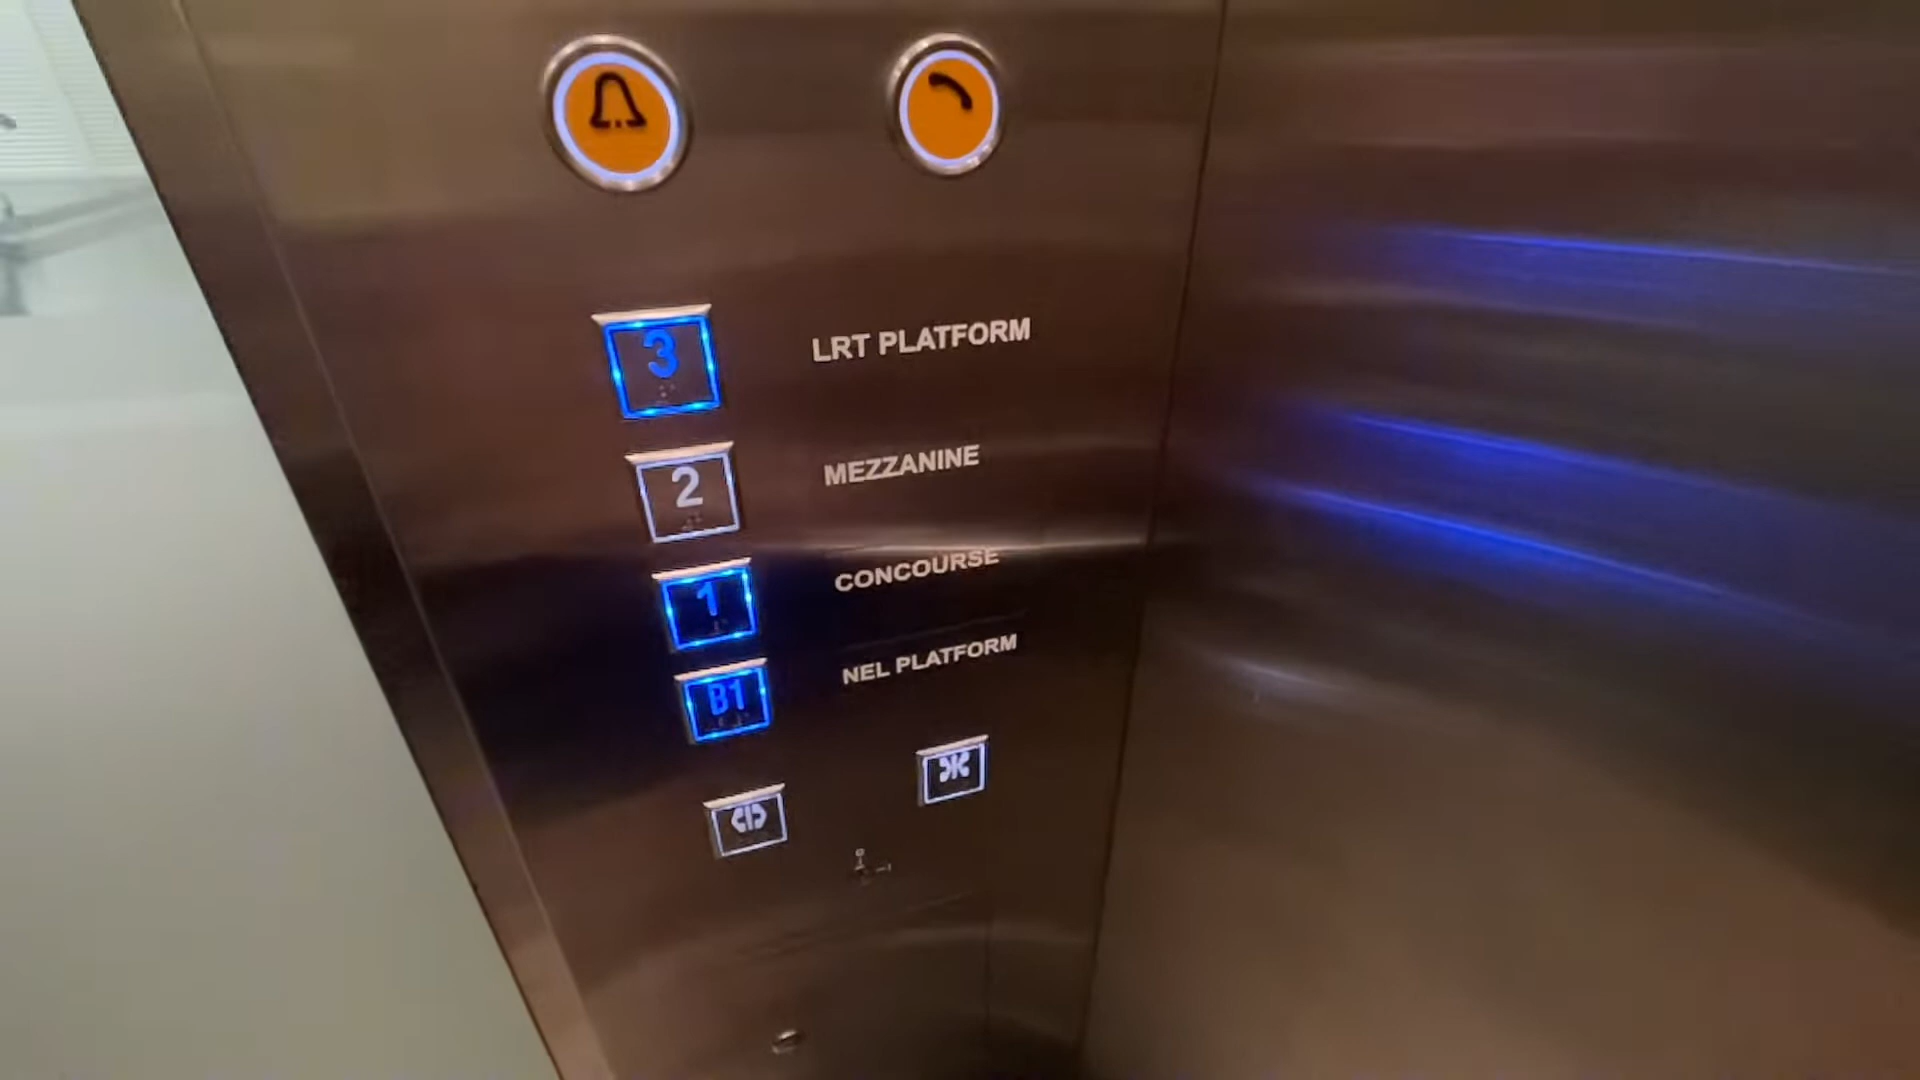 3 LRT PLATFORM
2 MEZZANINE
1 CONCOURSE
B1 NEL PLATFORM